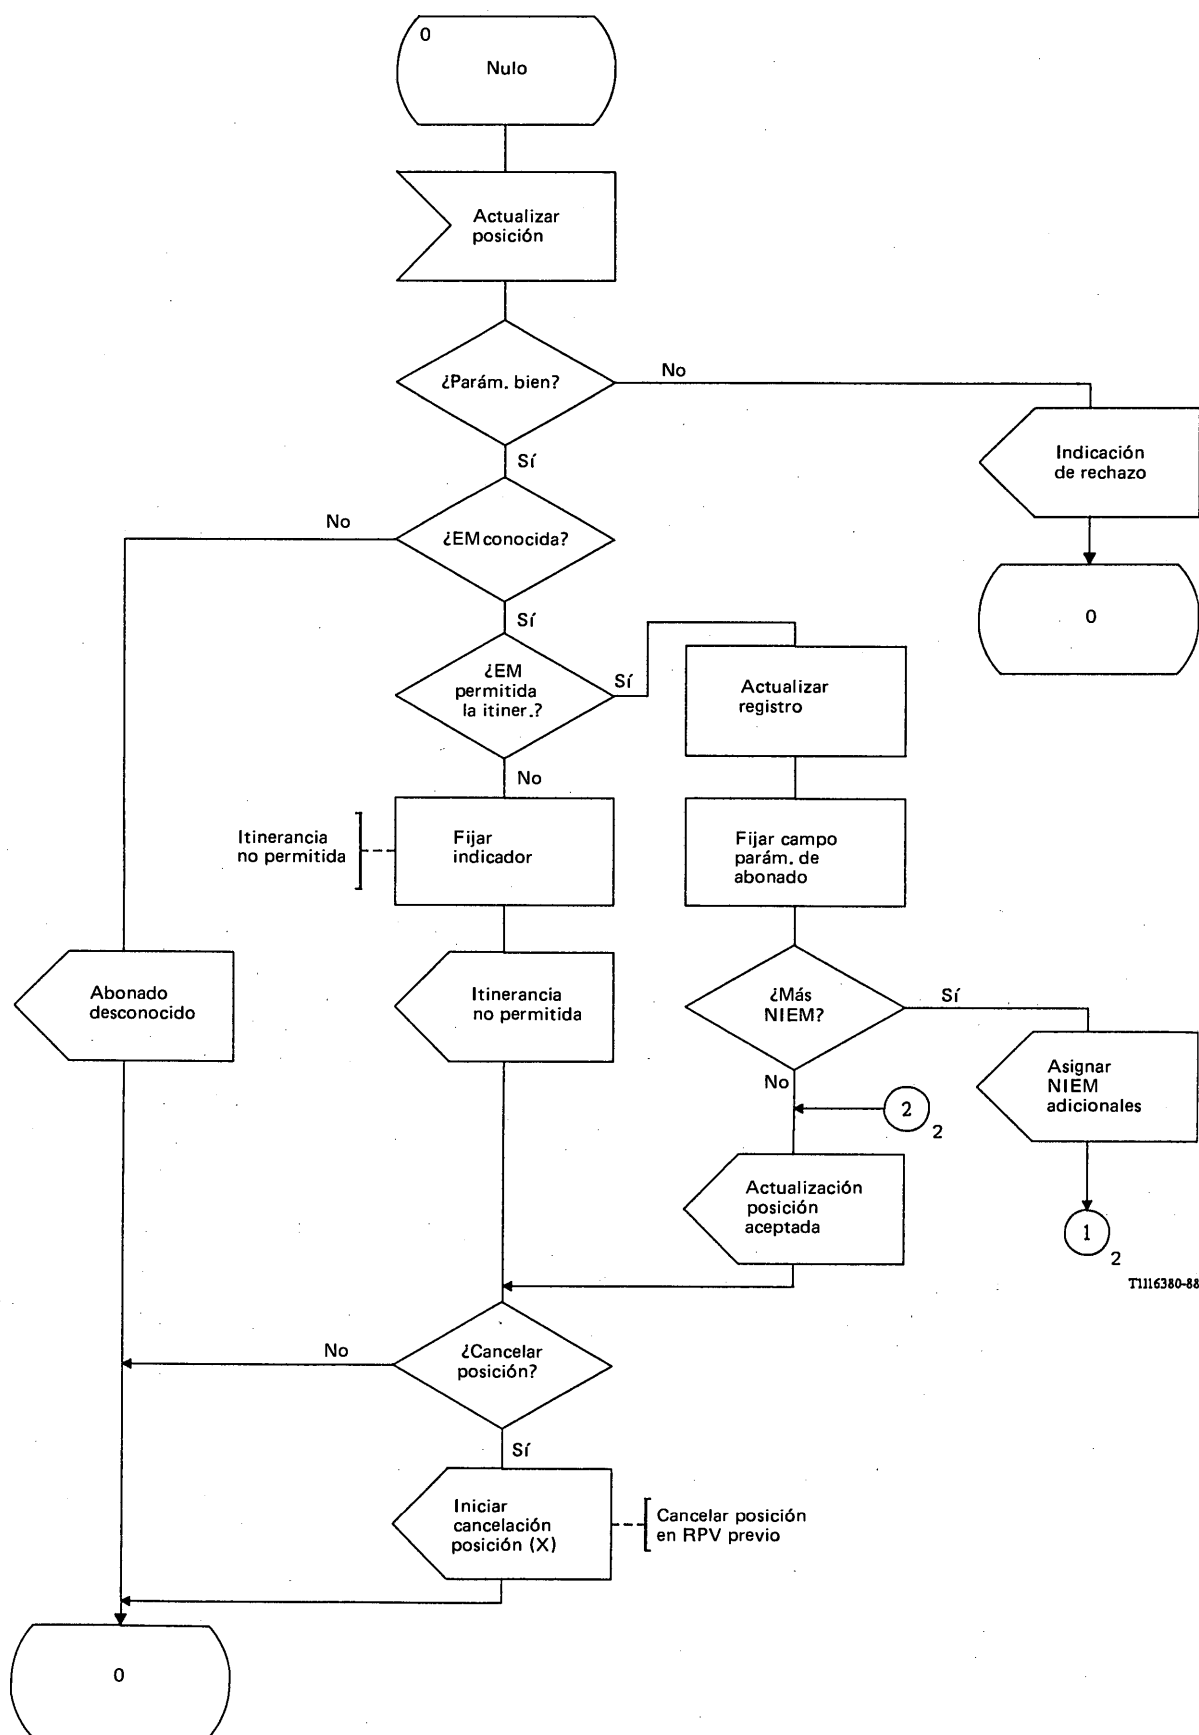 0
Nulo
Actualizar
posición
¿Parám. bien?
No
Sí
Indicación
de rechazo
0
No
¿EM conocida?
Sí
¿EM
permitida
la itiner.?
Sí
No
Actualizar
registro
Itinerancia
no permitida
Fijar
indicador
Fijar campo
parám. de
abonado
Abonado
desconocido
Itinerancia
no permitida
¿Más
NIEM?
Sí
No
Asignar
NIEM
adicionales
2
2
Actualización
posición
aceptada
1
2
T1116380-88
¿Cancelar
posición?
No
Sí
Iniciar
cancelación
posición (X)
Cancelar posición
en RPV previo
0